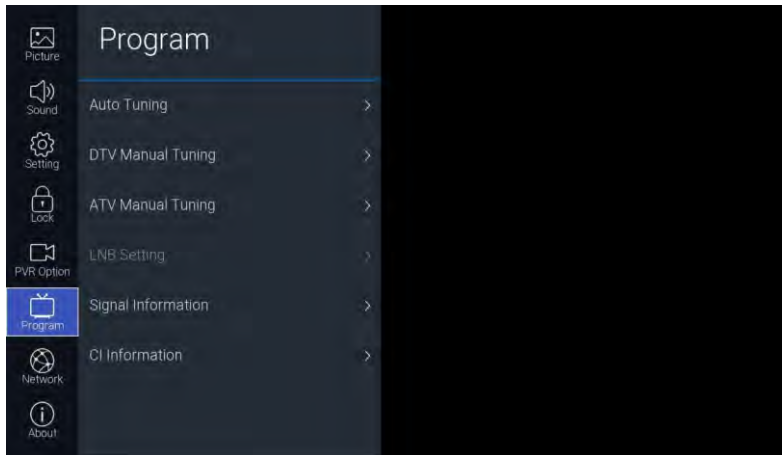 Program
Picture
Sound
Setting
Lock
PVR Option
Program
Network
About
Auto Tuning
DTV Manual Tuning
ATV Manual Tuning
LNB Setting
Signal Information
CI Information